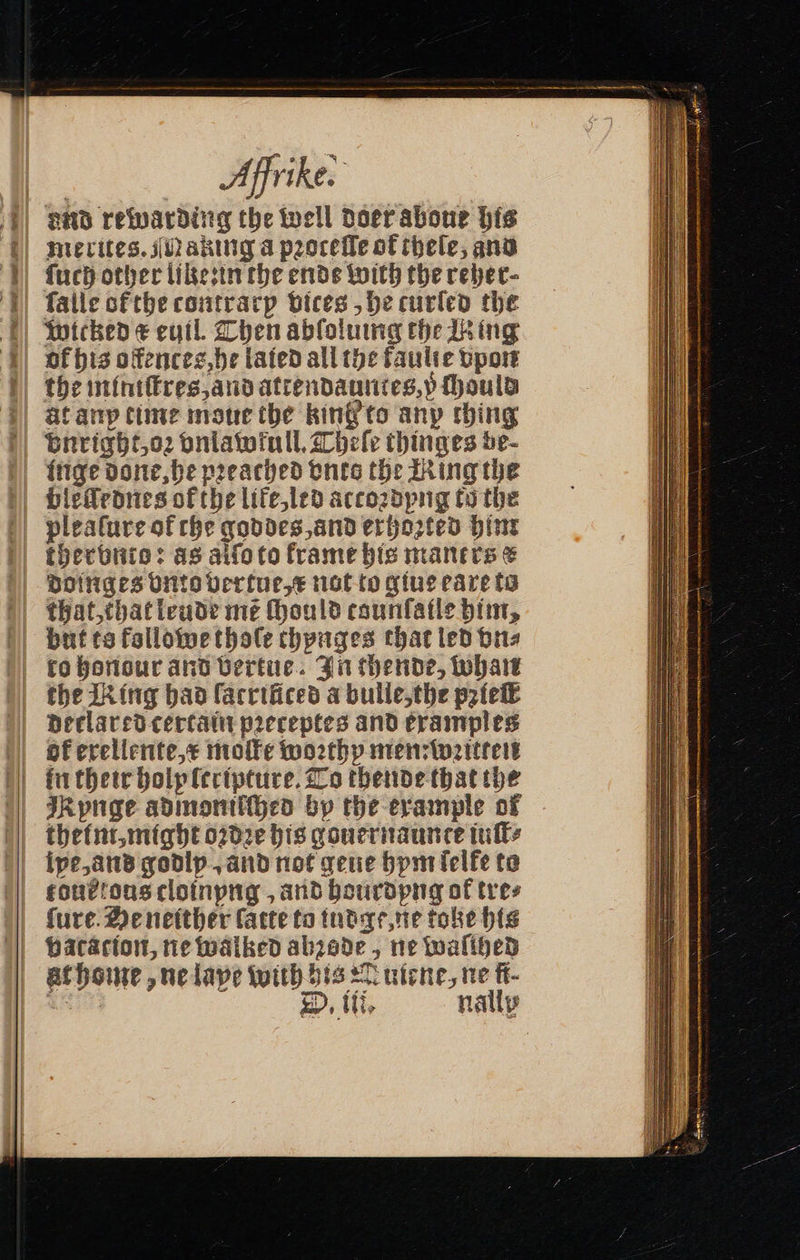 Affrike.
and rewarding the well doer aboue his
merites. Making a processe of these, and
such other like: in the ende with the reher-
salle of the contrary vices, he cursed the
wicked & euil. Then absoluing the King
of his offences, he laied all the faulte vpon
the ministres, and attendauntes, þͭ should
at any time moue the king to any thing
vnright, or vnlawfull. These thinges be-
inge done, he preached vnto the King the
blessednes of the life, led accordyng to the
pleasure of the goddes, and exhorted him
therunto: as also to frame his maners &
doinges vnto vertue, & not to giue eare to
that, that leude mē should counsaile him,
but to followe those thynges that led vn-
to honour and vertue. In thende, whan
the King had sacrificed a bulle, the priest
declared certain preceptes and examples
of excellente, & moste worthy men: written
in their holy scripture. To thende that the
Kynge admonisshed by the example of
theim, might ordre his gouernaunce iust-
lye, and godly, and not geue hym selfe to
couetous cloinyng, and hourdyng of tre-
sure. He neither satte to iudge, ne toke his
vacacion, ne walked abrode, ne wasshed
at home, ne laye with his Quiene, ne fi-
D. iii. nally